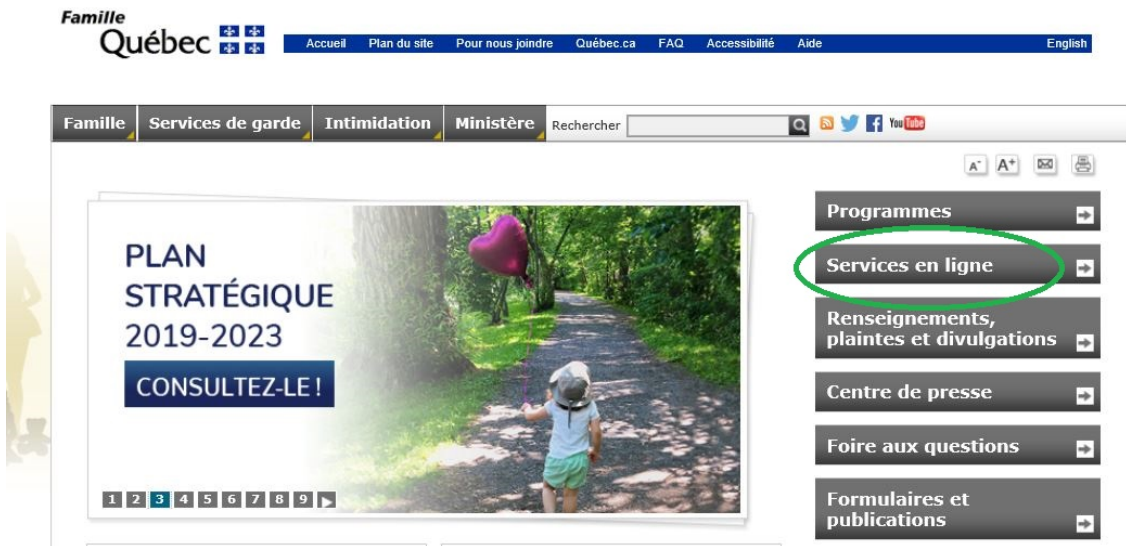 Famille
Québec
Accueil Plan du site Pour nous joindre Québec.ca FAQ Accessibilité Aide English
Famille Services de garde Intimidation Ministère Rechercher You Tube
A- A+
PLAN
STRATÉGIQUE
2019-2023
CONSULTEZ-LE !
1 2 3 4 5 6 7 8 9
Programmes
Services en ligne
Renseignements,
plaintes et divulgations
Centre de presse
Foire aux questions
Formulaires et
publications